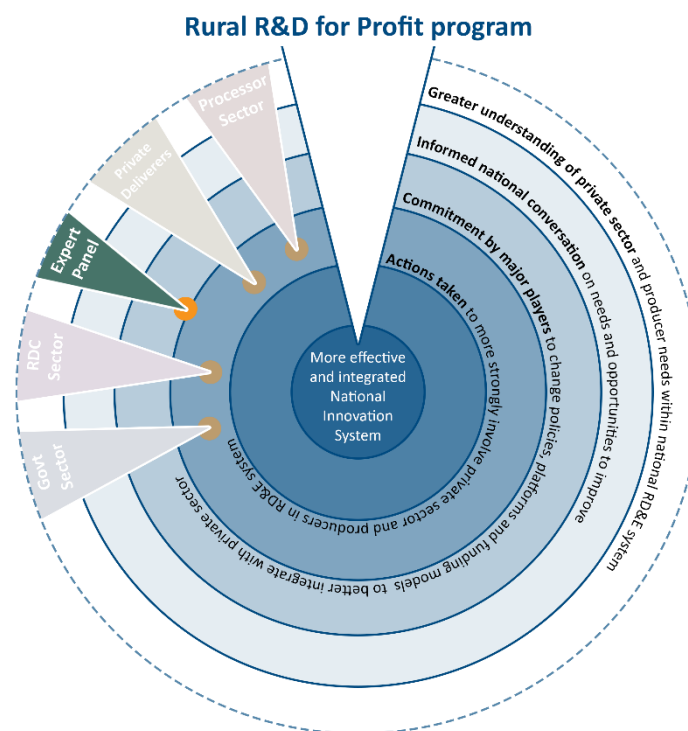 Rural R&D for Profit program
Processor
Sector
Private
Deliverers
Expert
Panel
RDC
Sector
Govt
Sector
Greater understanding of private sector and producer needs within national RD&E system
Informed national conversation on needs and opportunities to improve
Commitment by major players to change policies, platforms and funding models to better integrate with private sector
Actions taken to more strongly involve private sector and producers in RD&E system
More effective
and integrated
National
Innovation
System